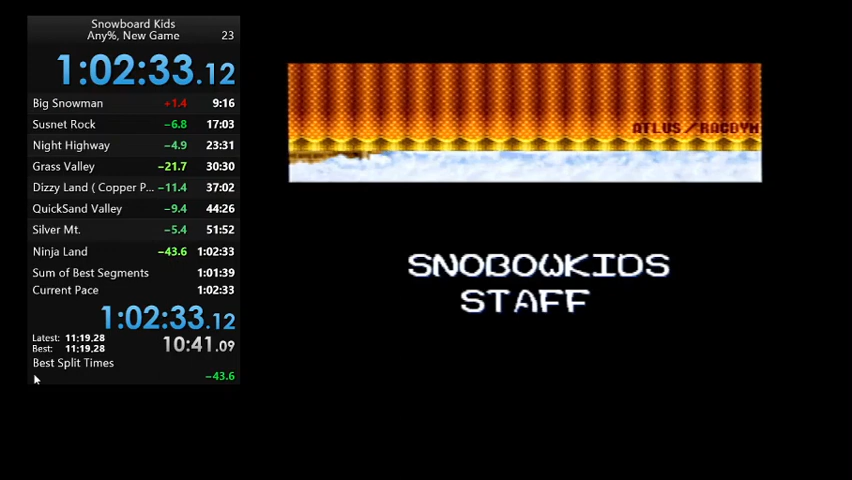 Snowboard Kids
Any%, New Game 23
1:02:33.12
Big Snowman +1.4 9:16
Susnet Rock −6.8 17:03
Night Highway −4.9 23:31
Grass Valley −21.7 30:30
Dizzy Land ( Copper P... −11.4 37:02
QuickSand Valley −9.4 44:26
Silver Mt. −5.4 51:52
Ninja Land −43.6 1:02:33
Sum of Best Segments 1:01:39
Current Pace 1:02:33
1:02:33.12
Latest: 11:19.28
Best: 11:19.28
10:41.09
Best Split Times
−43.6
ATLUS/RACDYM
SNOBOWKIDS
STAFF